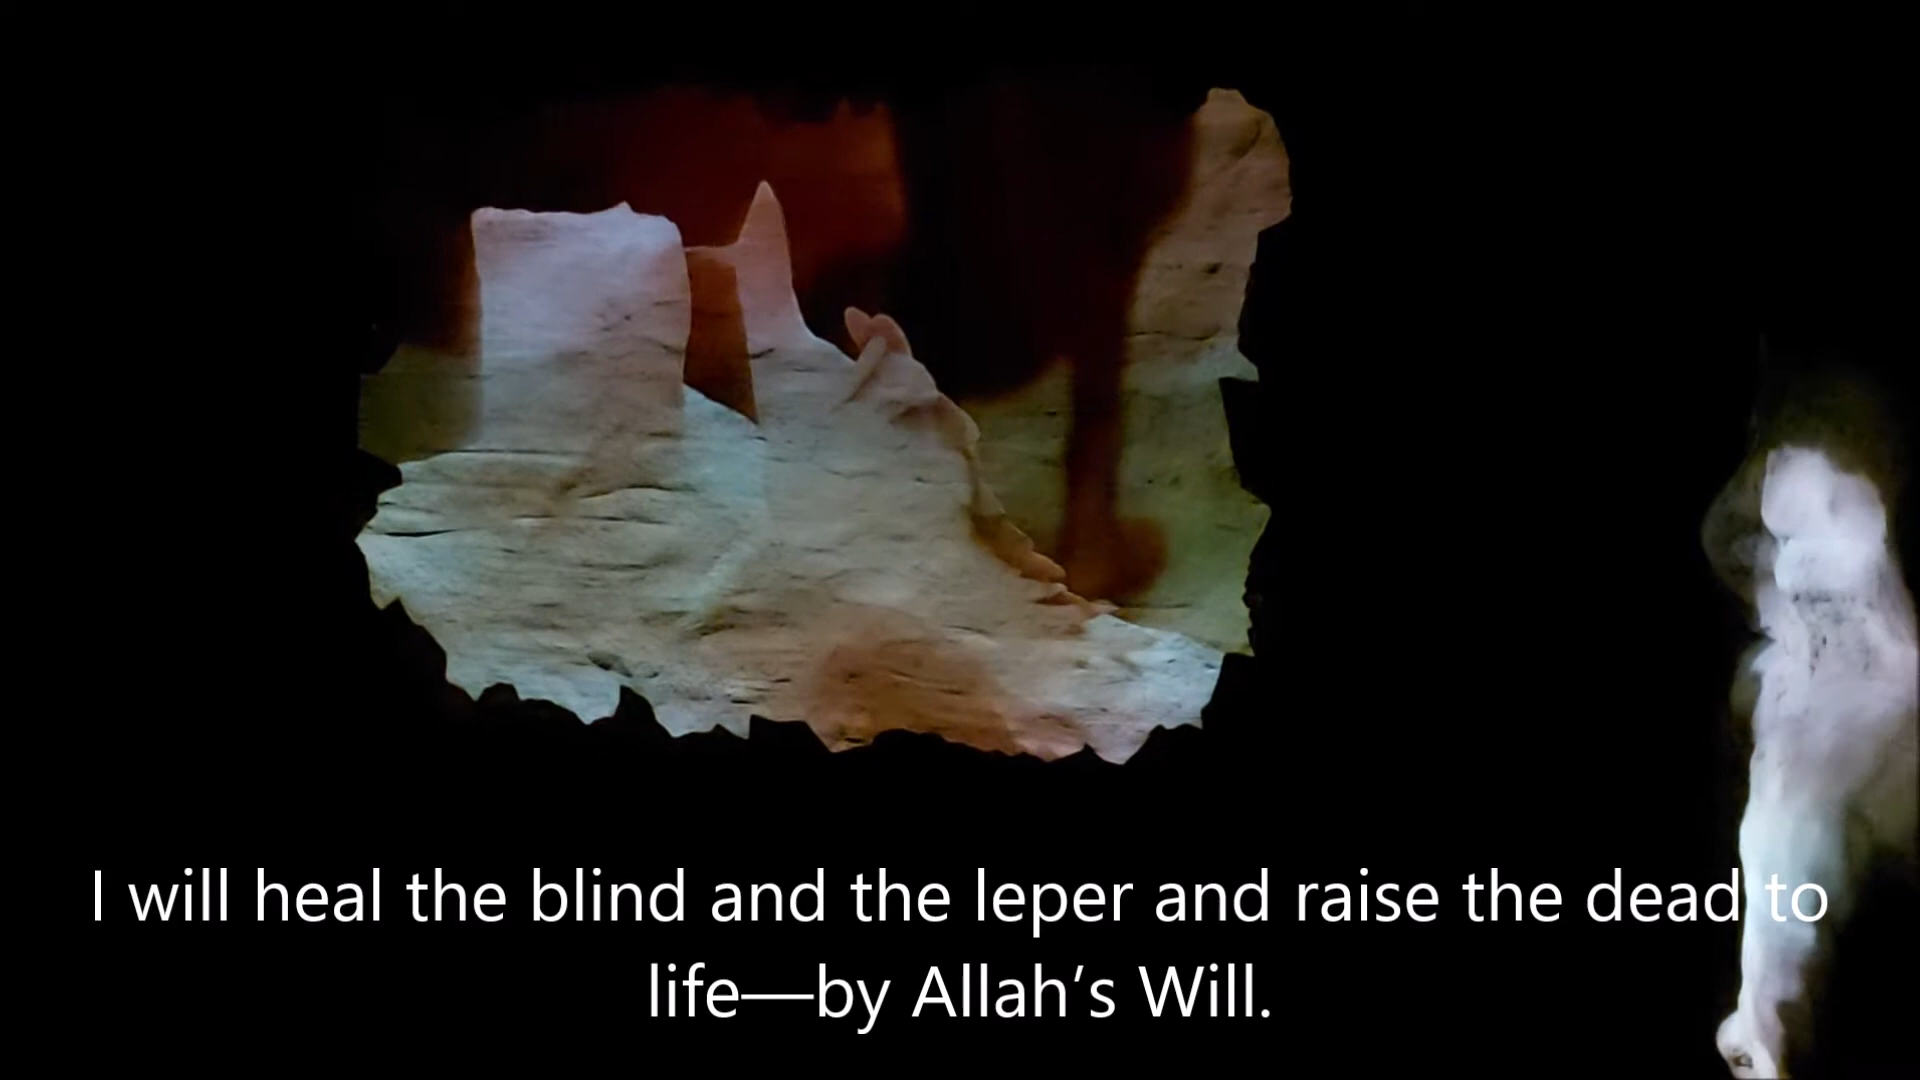 I will heal the blind and the leper and raise the dead to
life—by Allah’s Will.